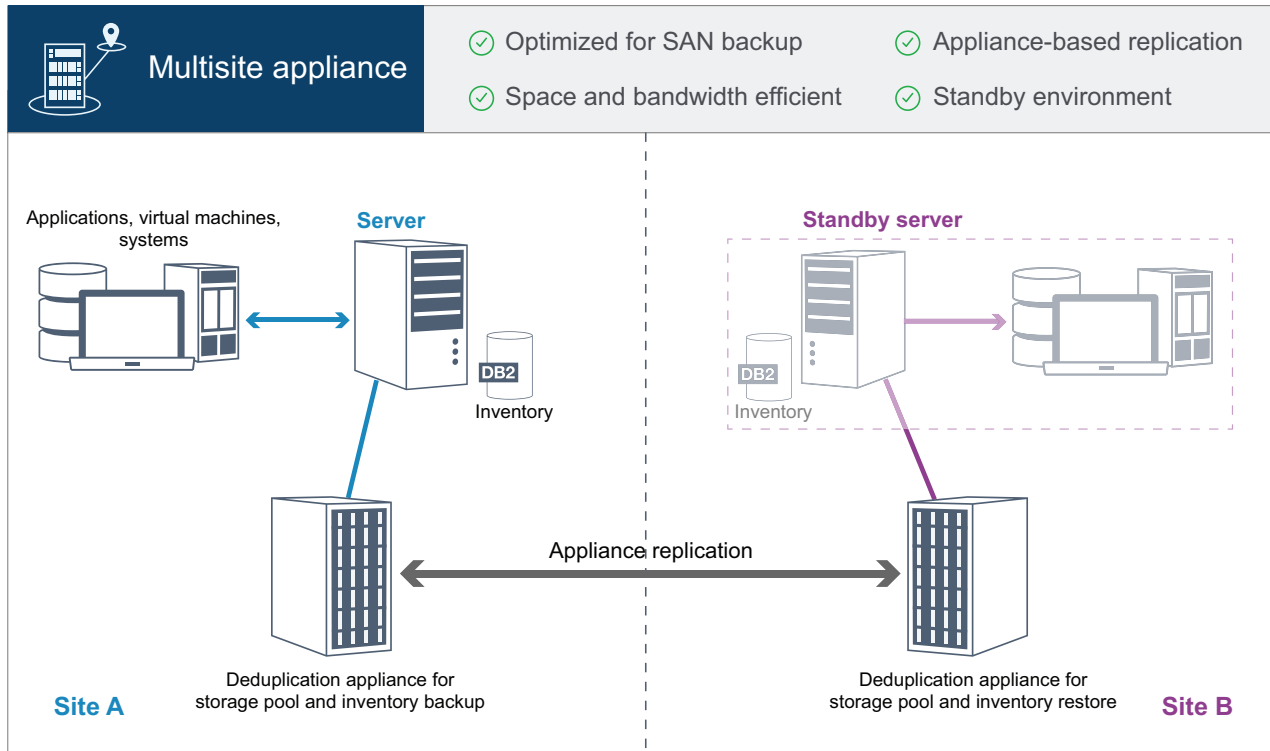 Multisite appliance
Optimized for SAN backup
Appliance-based replication
Space and bandwidth efficient
Standby environment
Applications, virtual machines,
systems
Server
DB2
Inventory
Standby server
DB2
Inventory
Appliance replication
Deduplication appliance for
storage pool and inventory backup
Site A
Deduplication appliance for
storage pool and inventory restore
Site B